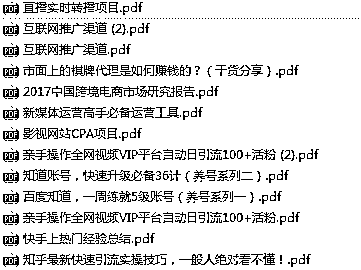 直播实时转播项目.pdf
互联网推广渠道 (2).pdf
互联网推广渠道.pdf
市面上的棋牌代理是如何赚钱的？（干货分享）.pdf
2017中国跨境电商市场研究报告.pdf
新媒体运营高手必备运营工具.pdf
影视网站CPA项目.pdf
亲手操作全网视频VIP平台自动日引流100+活粉 (2).pdf
知道账号，快速升级必备36计（养号系列二）.pdf
百度知道，一周练就5级账号（养号系列一）.pdf
亲手操作全网视频VIP平台自动日引流100+活粉.pdf
快手上热门经验总结.pdf
知乎最新快速引流实操技巧，一般人绝对看不懂！.pdf